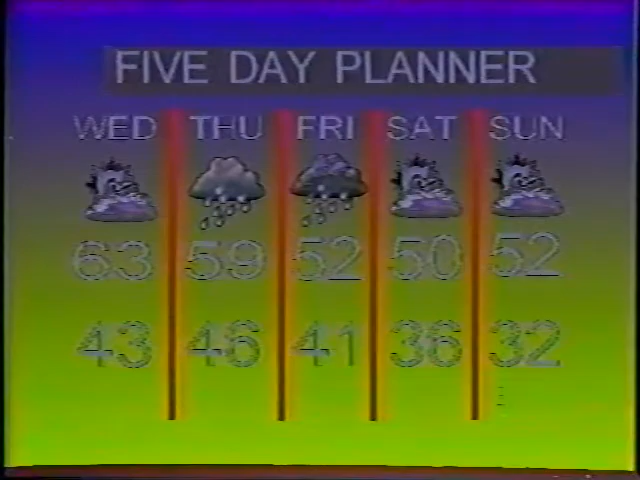 FIVE DAY PLANNER
WED THU FRI SAT SUN
63 59 52 50 52
43 46 41 36 32